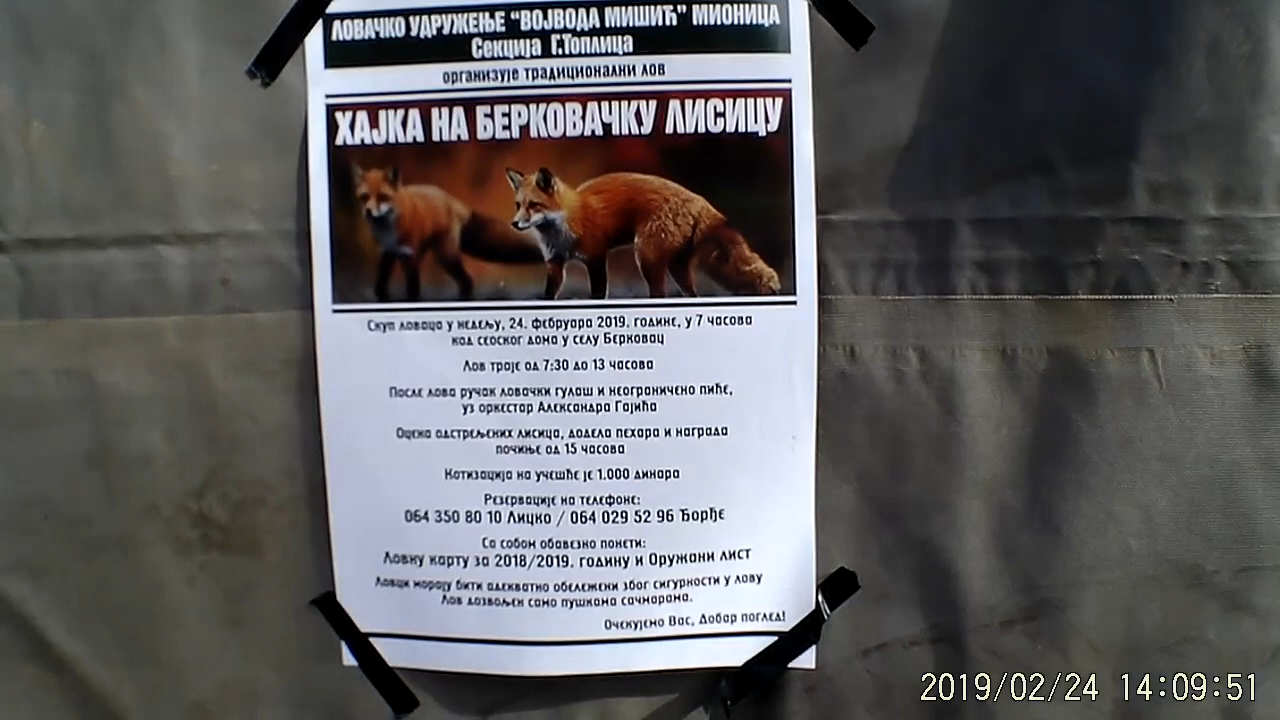 ЛОВАЧКО УДРУЖЕЊЕ "ВОЈВОДА МИШИЋ" МИОНИЦА
Секција Г.Топлица
организује традиционални лов
ХАЈКА НА БЕРКОВАЧКУ ЛИСИЦУ
Скуп ловаца у недељу, 24. фебруара 2019. године, у 7 часова
код сеоског дома у селу Берковац
Лов траје од 7:30 до 13 часова
После лова ручак ловачки гулаш и неограничено пиће,
уз оркестар Александра Гајића
Оцена одстрељених лисица, додела пехара и награда
почиње од 15 часова
Котизација на учешће је 1.000 динара
Резервације на телефоне:
064 350 80 10 Лицко / 064 029 52 96 Ђорђе
Са собом обавезно понети:
Ловну карту за 2018/2019. годину и Оружани лист
Ловци морају бити адекватно обележени због сигурности у лову
Лов дозвољен само пушкама сачмарама.
Очекујемо Вас, Добар поглед!
2019/02/24 14:09:51